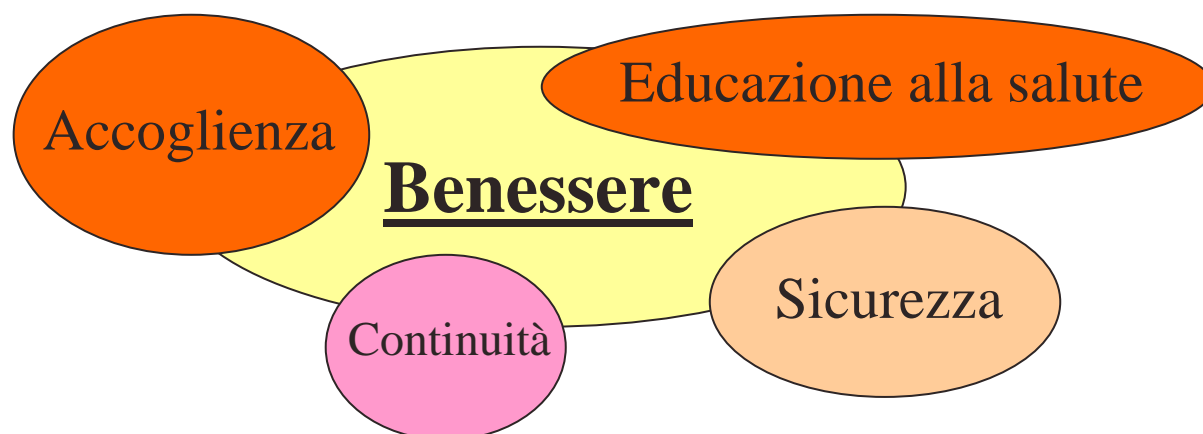 Educazione alla salute
Accoglienza
Benessere
Sicurezza
Continuità